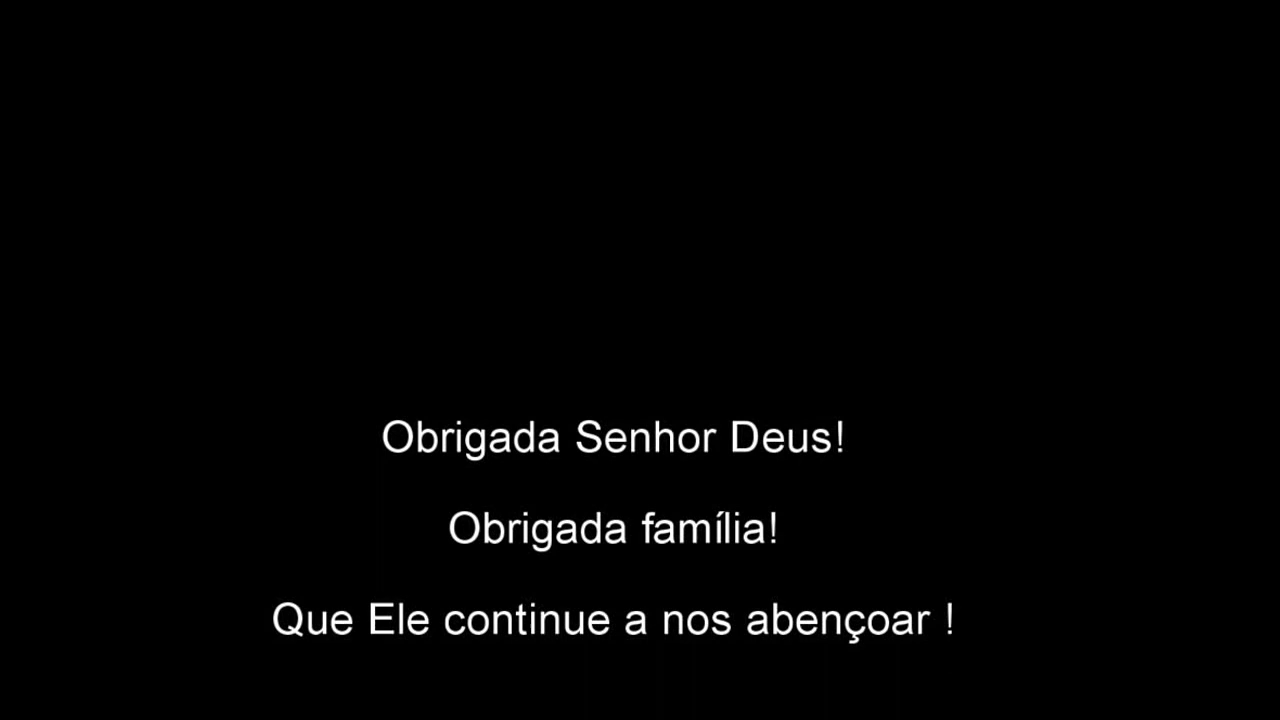 Obrigada Senhor Deus!
Obrigada família!
Que Ele continue a nos abençoar !